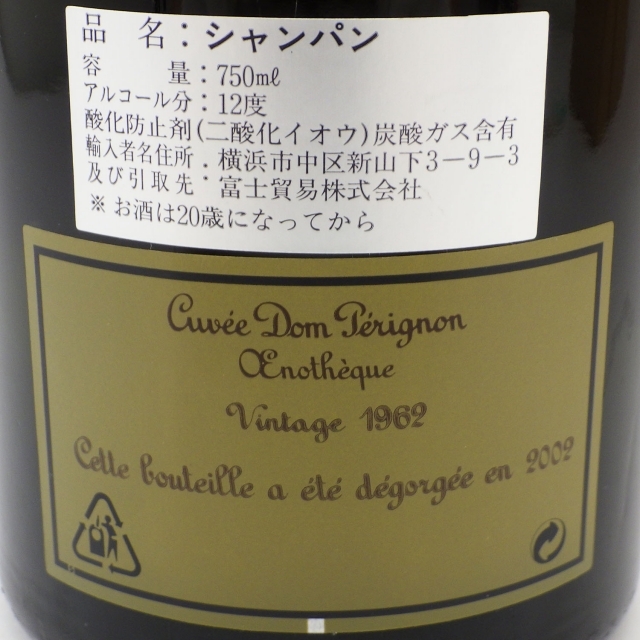 品名：シャンパン
容量：750ml
アルコール分：12度
酸化防止剤(二酸化イオウ)炭酸ガス含有
輸入者名住所．横浜市中区新山下3－9－3
及び引取先：富士貿易株式会社
※お酒は20歳になってから
Cuvée Dom Pérignon
Œnothèque
Vintage 1962
Cette bouteille a été dégorgée en 2002